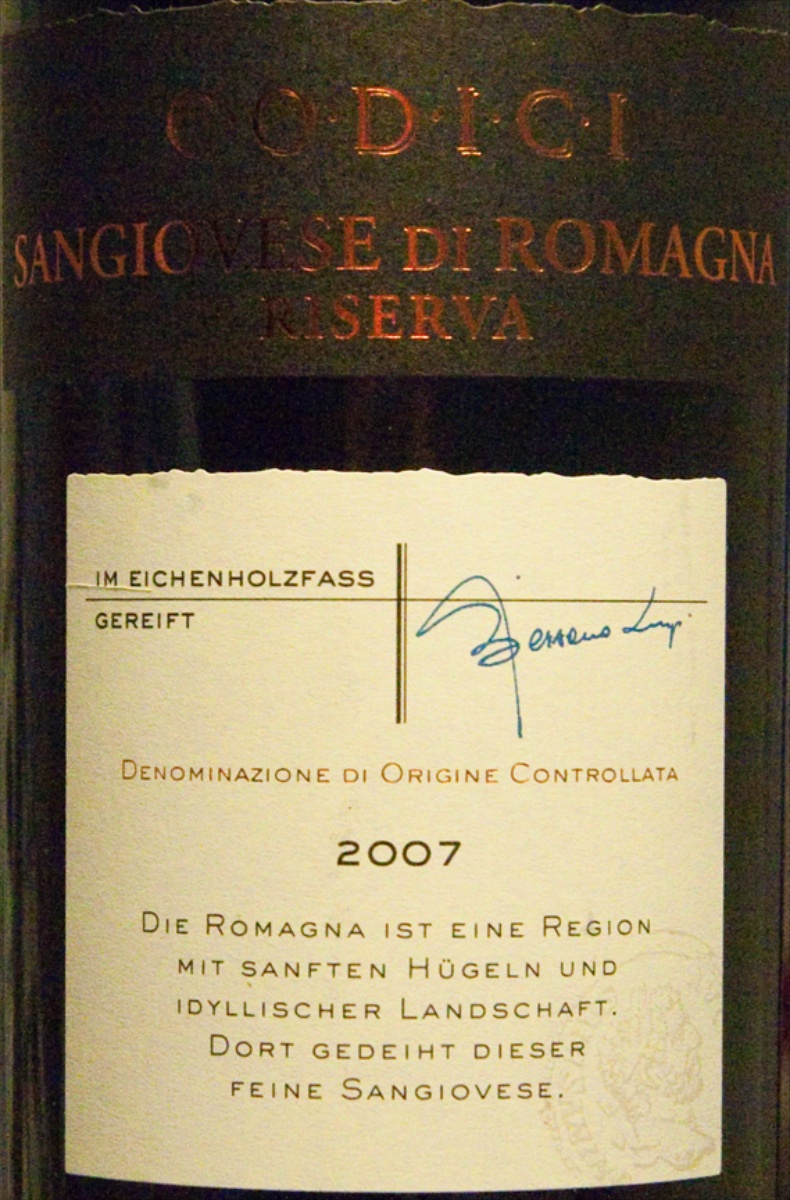 C·O·D·I·C·I
SANGIOVESE DI ROMAGNA
RISERVA
IM EICHENHOLZFASS
GEREIFT
DENOMINAZIONE DI ORIGINE CONTROLLATA
2007
DIE ROMAGNA IST EINE REGION
MIT SANFTEN HÜGELN UND
IDYLLISCHER LANDSCHAFT.
DORT GEDEIHT DIESER
FEINE SANGIOVESE.